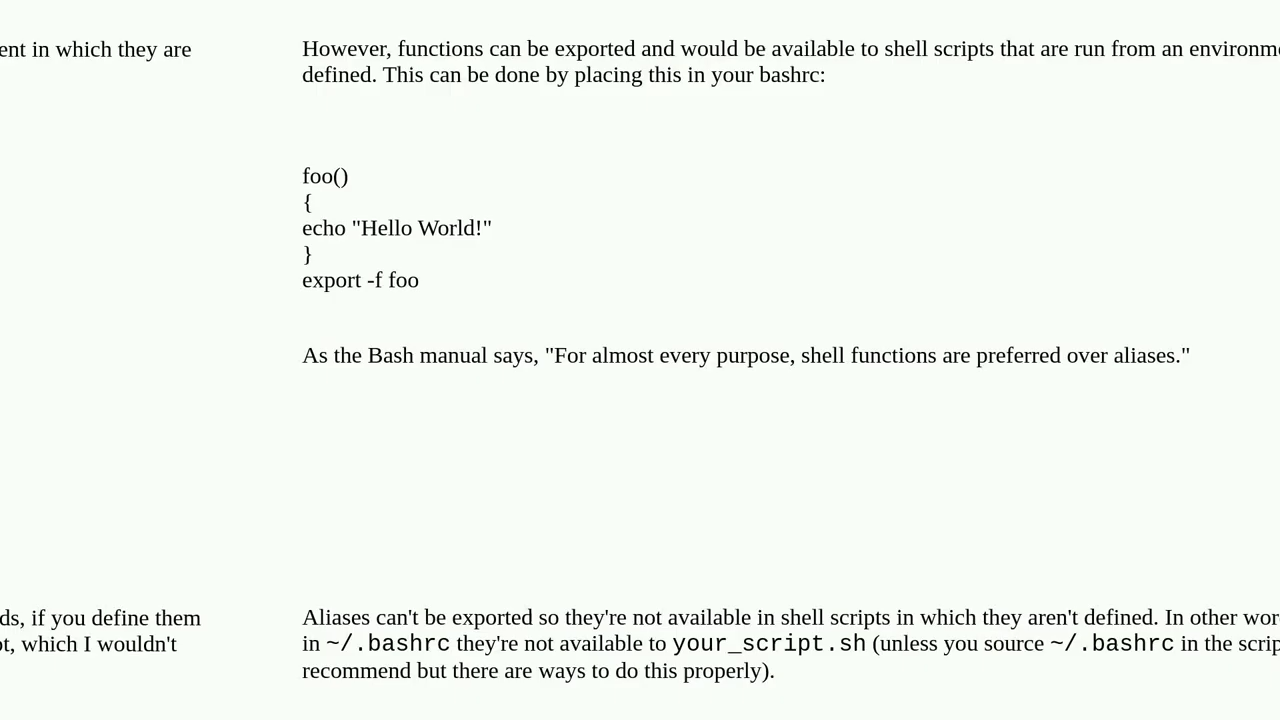 ent in which they are
However, functions can be exported and would be available to shell scripts that are run from an environme
defined. This can be done by placing this in your bashrc:
foo()
{
echo "Hello World!"
}
export -f foo
As the Bash manual says, "For almost every purpose, shell functions are preferred over aliases."
ds, if you define them
Aliases can't be exported so they're not available in shell scripts in which they aren't defined. In other wor
pt, which I wouldn't
in ~/.bashrc they're not available to your_script.sh (unless you source ~/.bashrc in the scrip
recommend but there are ways to do this properly).